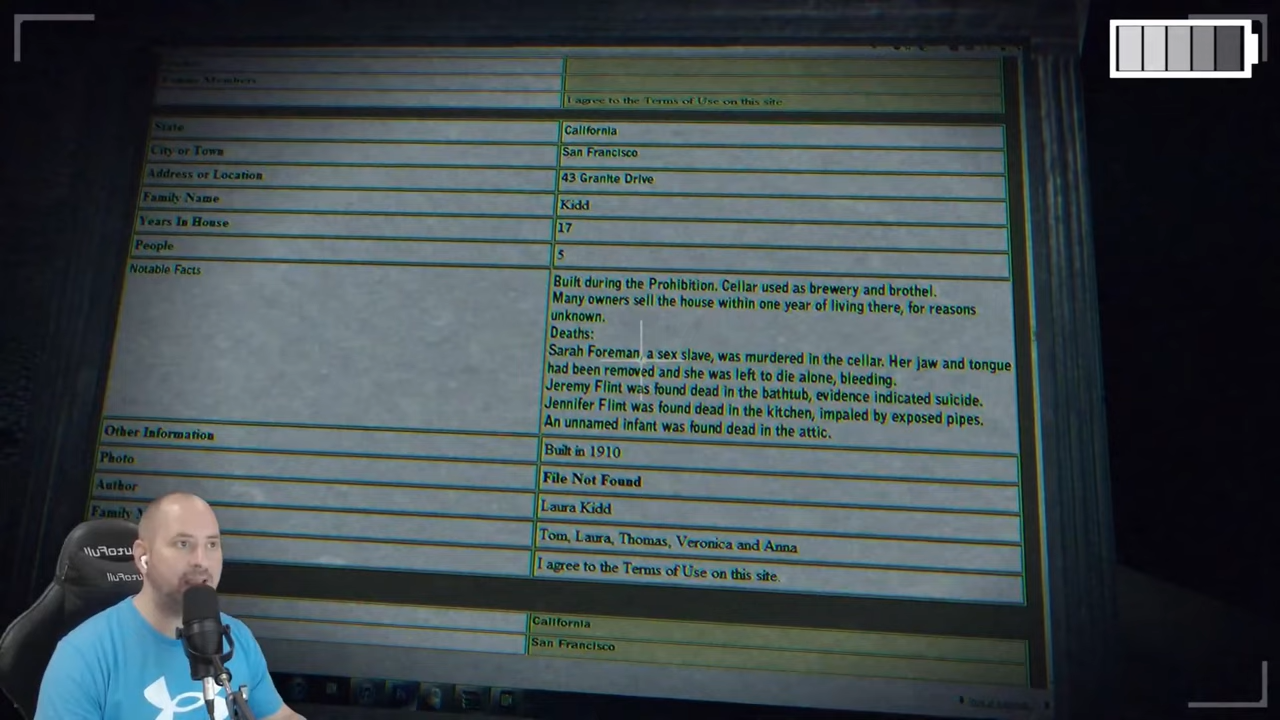 Family Members
I agree to the Terms of Use on this site
State California
City or Town San Francisco
Address or Location 43 Granite Drive
Family Name Kidd
Years In House 17
People 5
Notable Facts
Built during the Prohibition. Cellar used as brewery and brothel.
Many owners sell the house within one year of living there, for reasons
unknown.
Deaths:
Sarah Foreman, a sex slave, was murdered in the cellar. Her jaw and tongue
had been removed and she was left to die alone, bleeding.
Jeremy Flint was found dead in the bathtub, evidence indicated suicide.
Jennifer Flint was found dead in the kitchen, impaled by exposed pipes.
An unnamed infant was found dead in the attic.
Other Information Built in 1910
Photo File Not Found
Author Laura Kidd
Family Tom, Laura, Thomas, Veronica and Anna
I agree to the Terms of Use on this site.
California
San Francisco
AutoFull
AutoFull